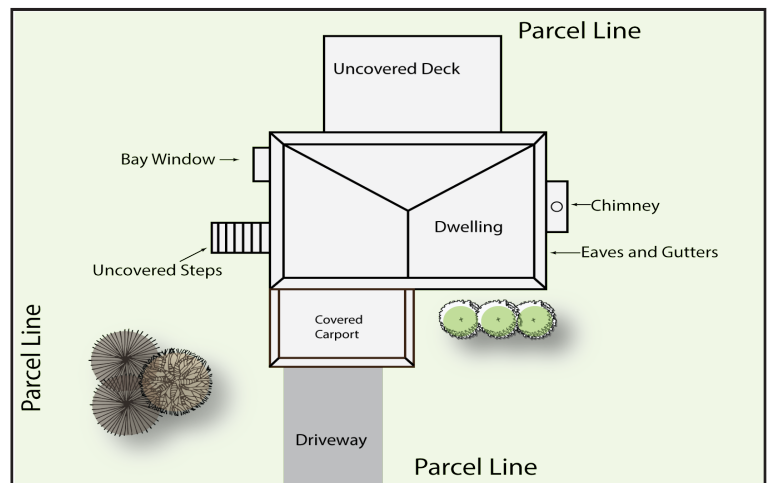 Parcel Line
Uncovered Deck
Bay Window
Chimney
Dwelling
Eaves and Gutters
Uncovered Steps
Covered
Carport
Parcel Line
Driveway
Parcel Line